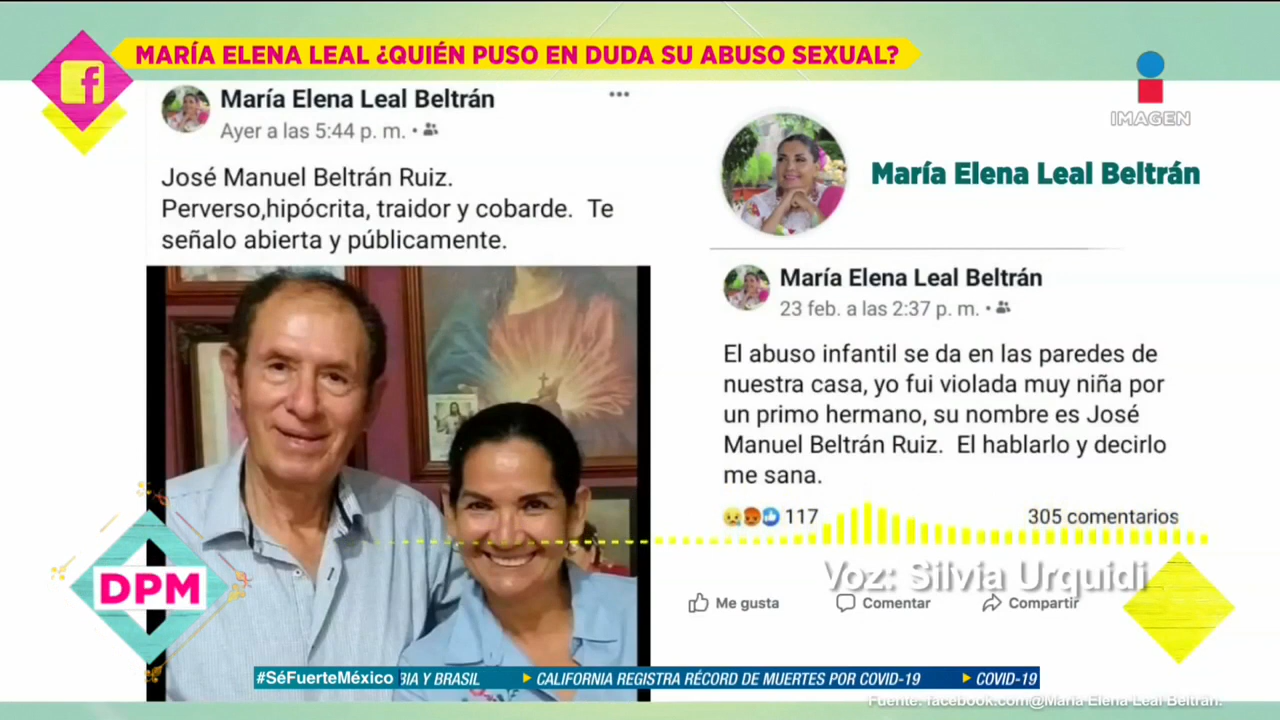 MARÍA ELENA LEAL ¿QUIÉN PUSO EN DUDA SU ABUSO SEXUAL?
f
IMAGEN
María Elena Leal Beltrán
Ayer a las 5:44 p. m. •
José Manuel Beltrán Ruiz.
Perverso,hipócrita, traidor y cobarde. Te
señalo abierta y públicamente.
María Elena Leal Beltrán
María Elena Leal Beltrán
23 feb. a las 2:37 p. m. •
El abuso infantil se da en las paredes de
nuestra casa, yo fui violada muy niña por
un primo hermano, su nombre es José
Manuel Beltrán Ruiz. El hablarlo y decirlo
me sana.
117
305 comentarios
Voz: Silvia Urquidi
Me gusta
Comentar
Compartir
DPM
#SéFuerteMéxico
BIA Y BRASIL
CALIFORNIA REGISTRA RÉCORD DE MUERTES POR COVID-19
COVID-19
Fuente: facebook.com@María Elena Leal Beltrán.